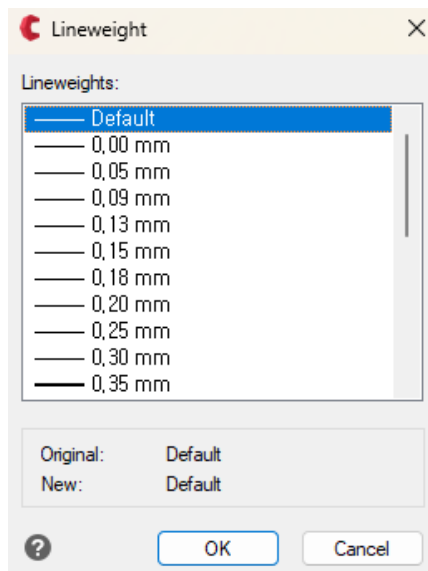 Lineweight
Lineweights:
Default
0,00 mm
0,05 mm
0,09 mm
0,13 mm
0,15 mm
0,18 mm
0,20 mm
0,25 mm
0,30 mm
0,35 mm
Original: Default
New: Default
OK Cancel